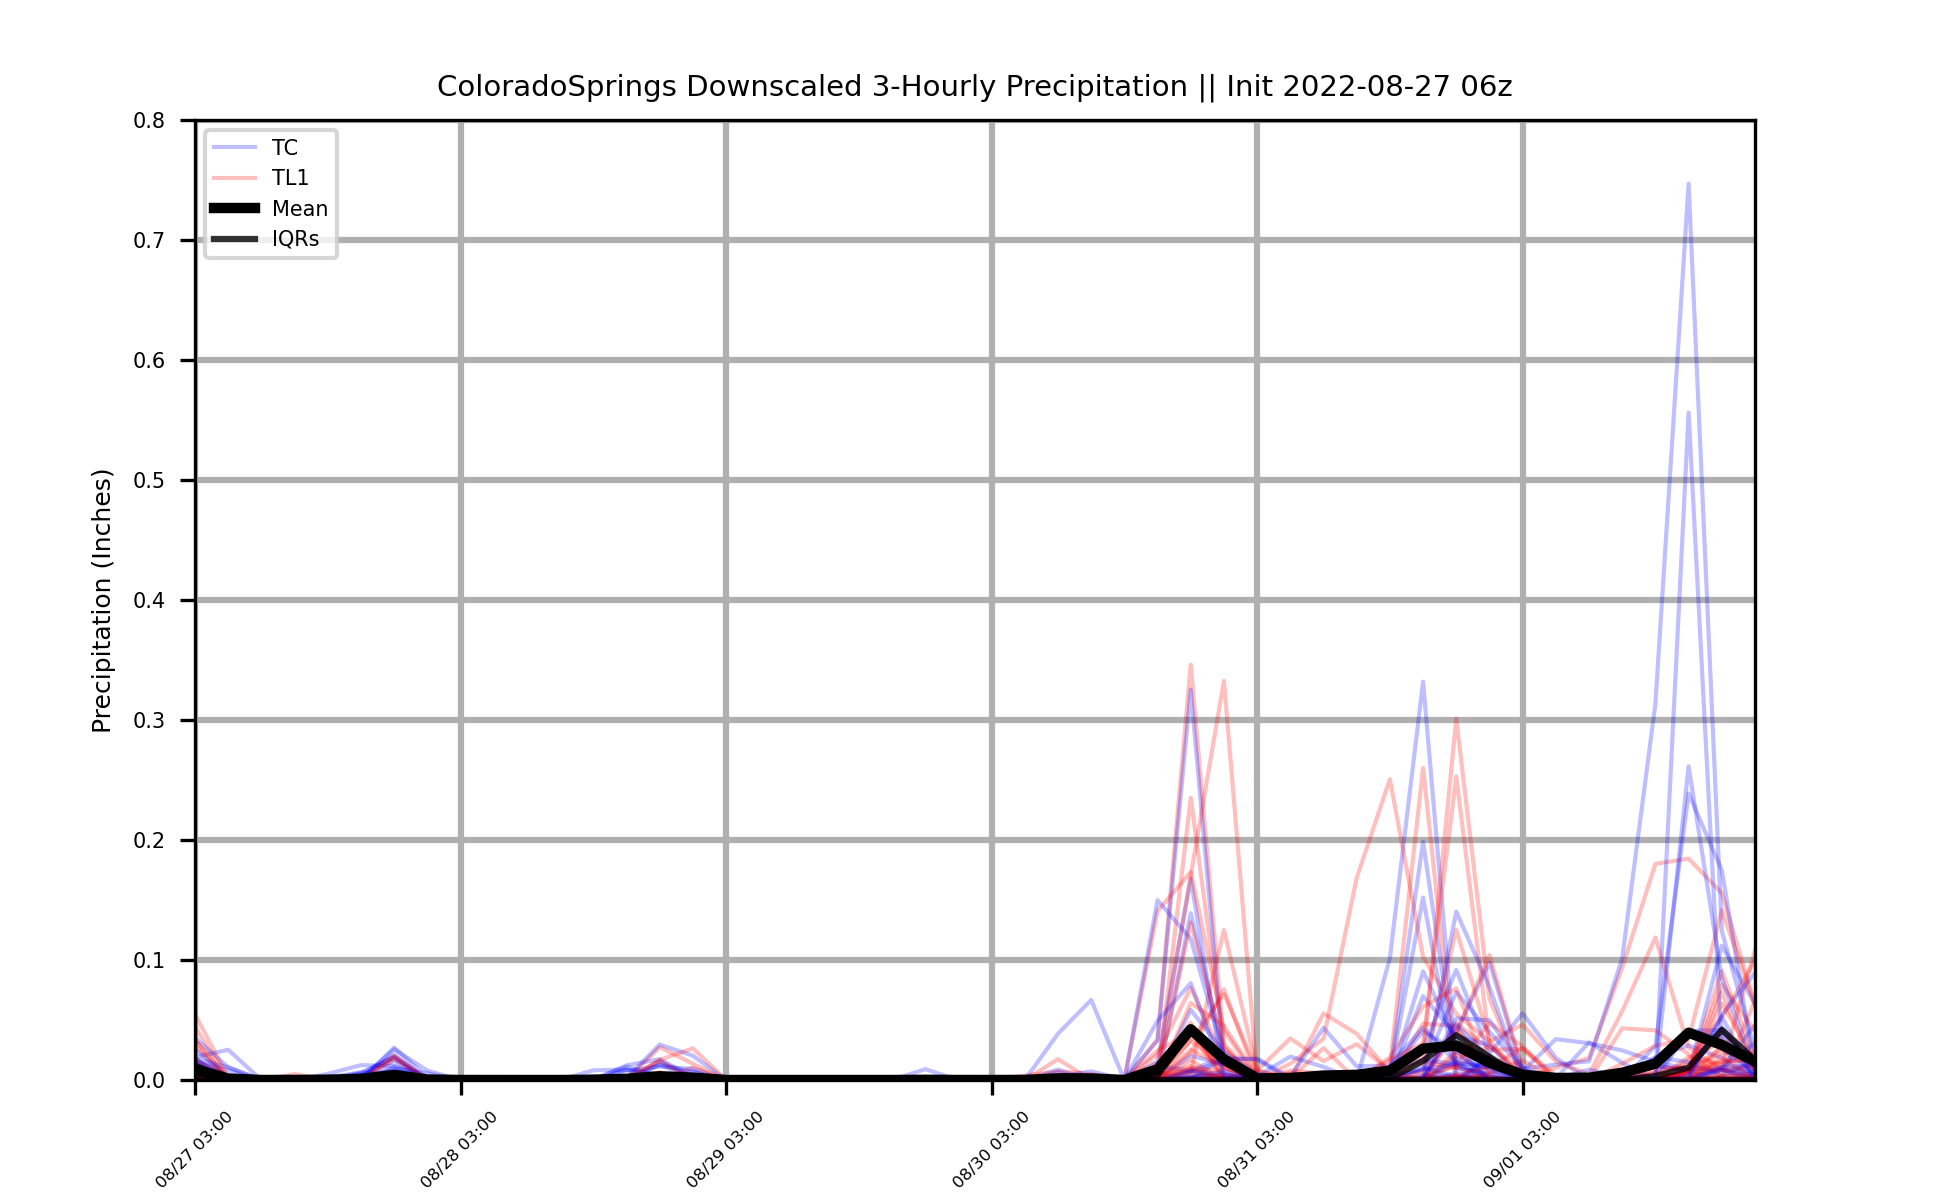 ColoradoSprings Downscaled 3-Hourly Precipitation || Init 2022-08-27 06z
TC
TL1
Mean
IQRs
Precipitation (Inches)
0.8
0.7
0.6
0.5
0.4
0.3
0.2
0.1
0.0
08/27 03:00
08/28 03:00
08/29 03:00
08/30 03:00
08/31 03:00
09/01 03:00